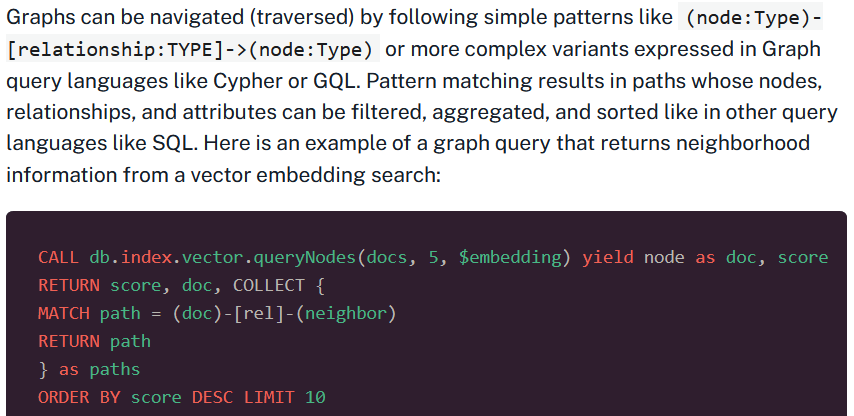 Graphs can be navigated (traversed) by following simple patterns like (node:Type)-
[relationship:TYPE]->(node:Type) or more complex variants expressed in Graph
query languages like Cypher or GQL. Pattern matching results in paths whose nodes,
relationships, and attributes can be filtered, aggregated, and sorted like in other query
languages like SQL. Here is an example of a graph query that returns neighborhood
information from a vector embedding search:
CALL db.index.vector.queryNodes(docs, 5, $embedding) yield node as doc, score
RETURN score, doc, COLLECT {
MATCH path = (doc)-[rel]-(neighbor)
RETURN path
} as paths
ORDER BY score DESC LIMIT 10